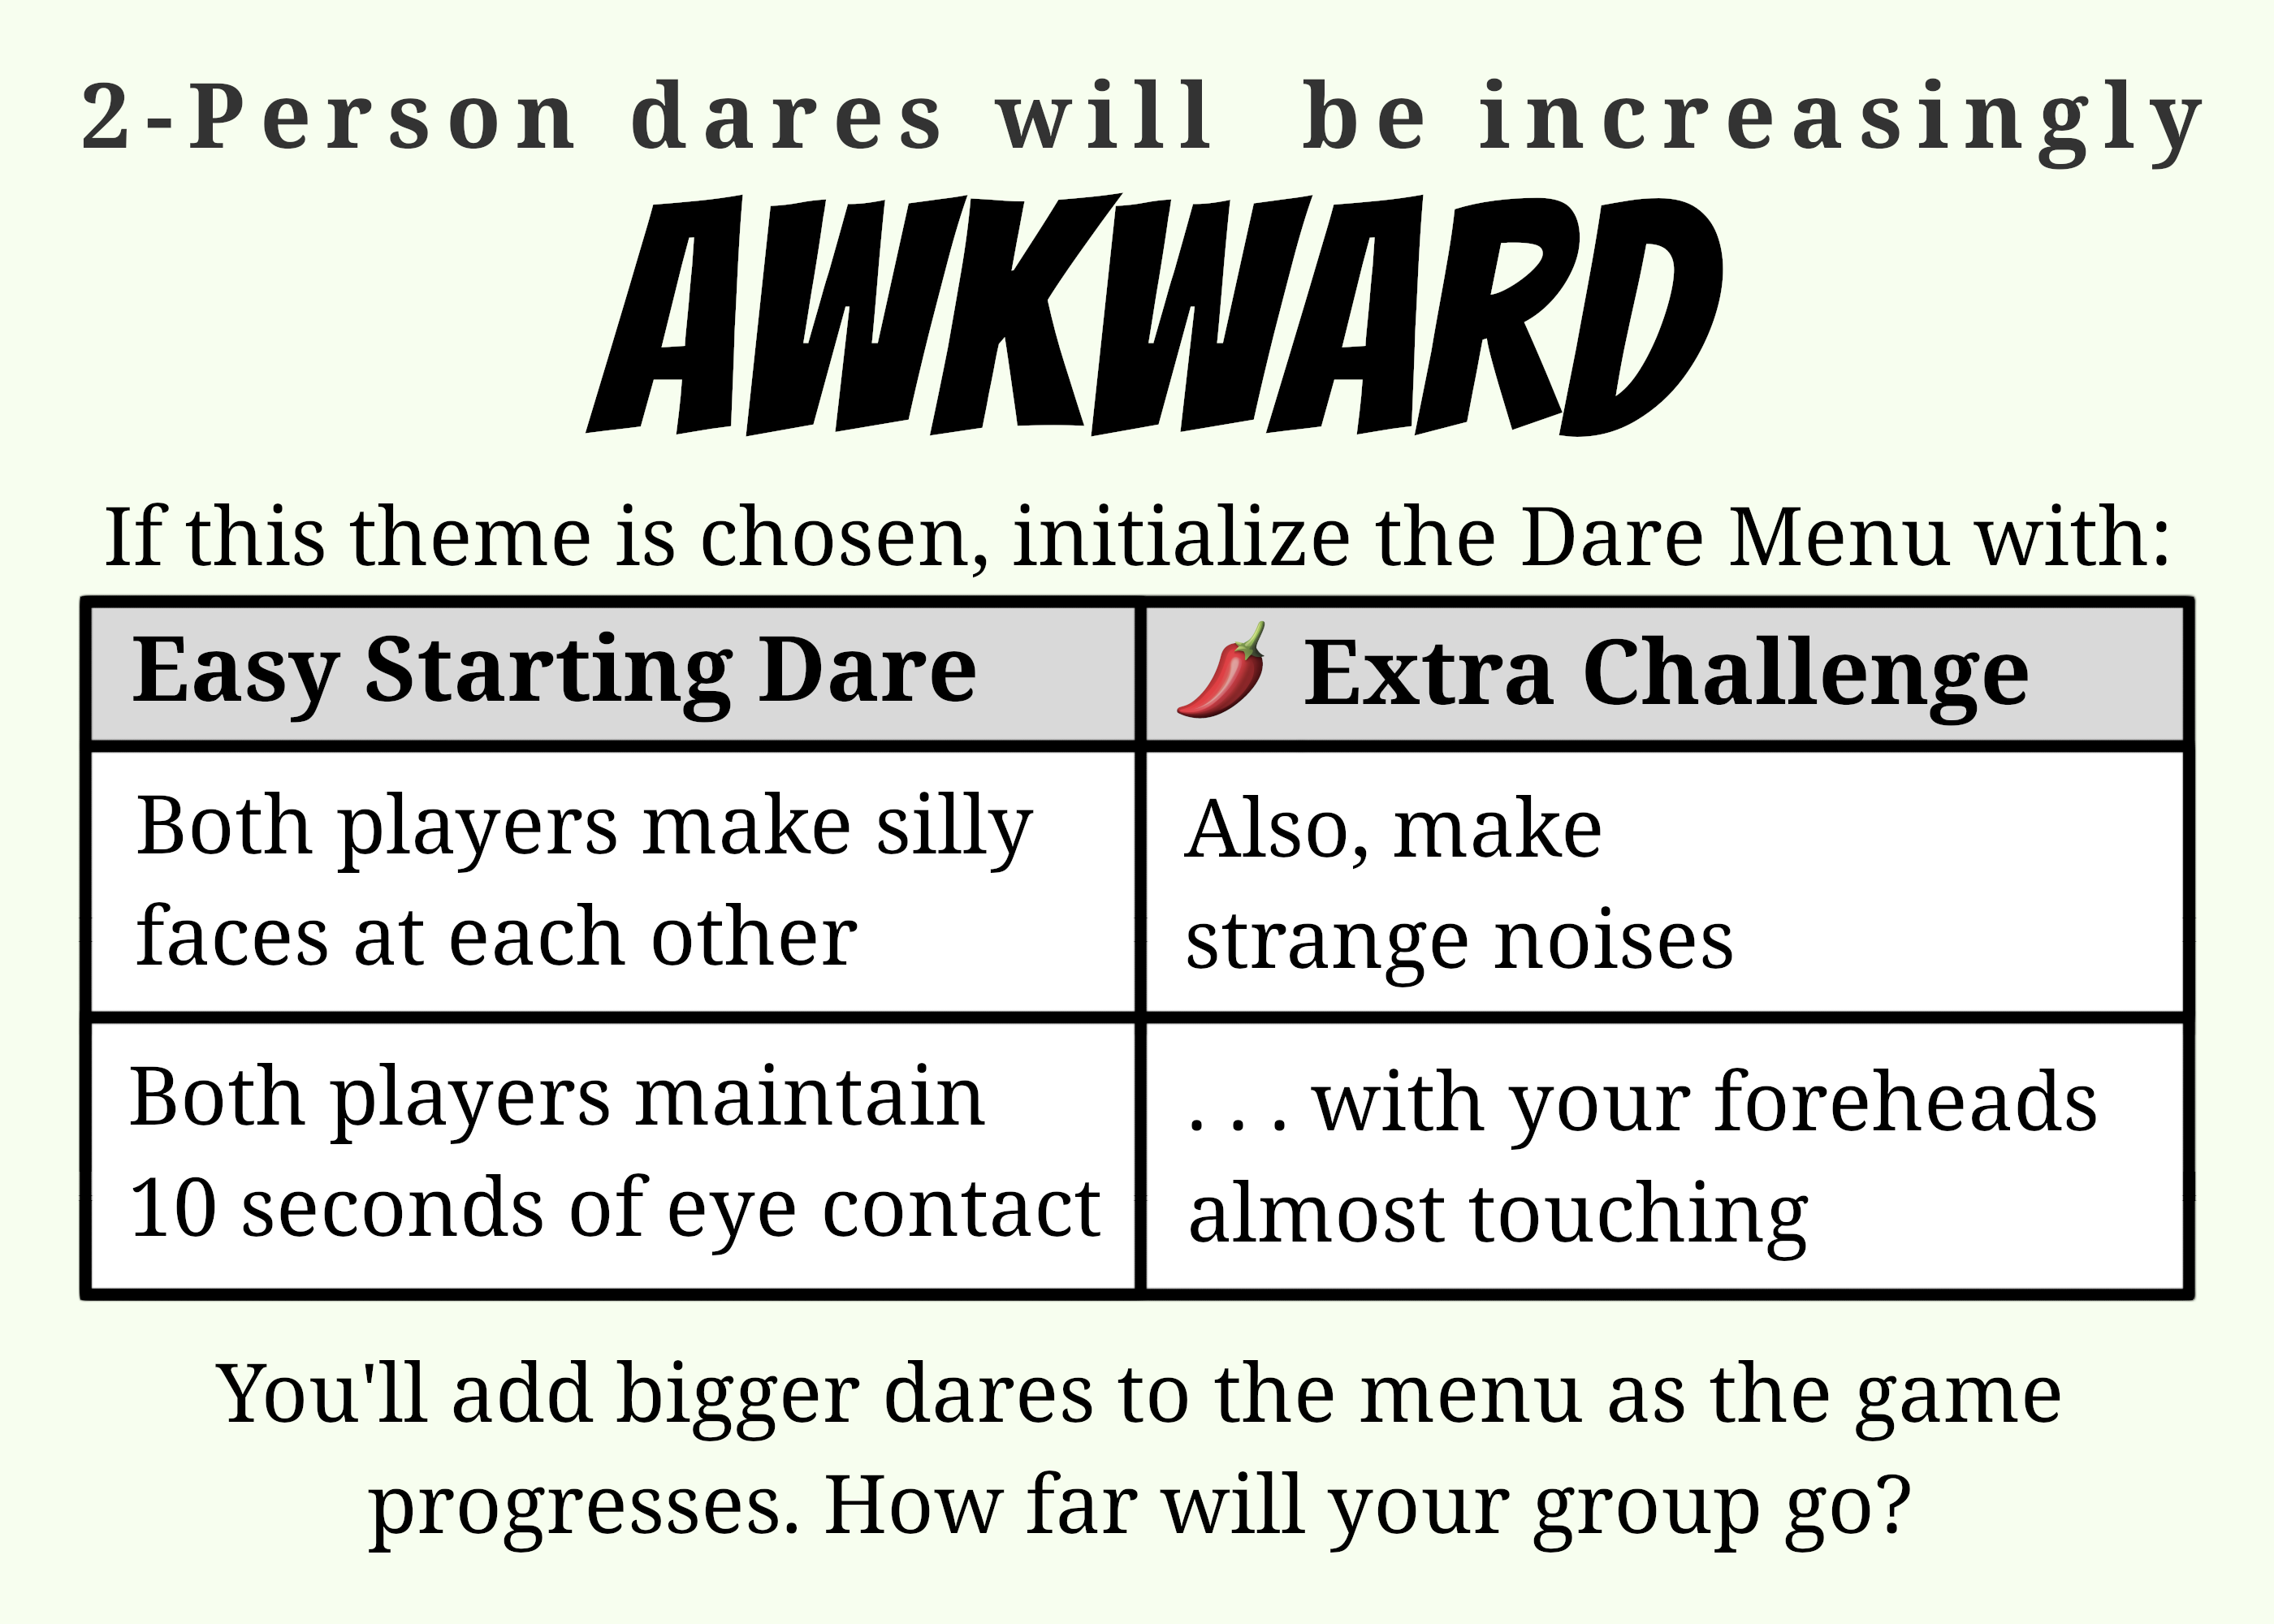 2-Person dares will be increasingly
AWKWARD
If this theme is chosen, initialize the Dare Menu with:
Easy Starting Dare
🌶️ Extra Challenge
Both players make silly
faces at each other
Also, make
strange noises
Both players maintain
10 seconds of eye contact
. . . with your foreheads
almost touching
You'll add bigger dares to the menu as the game
progresses. How far will your group go?